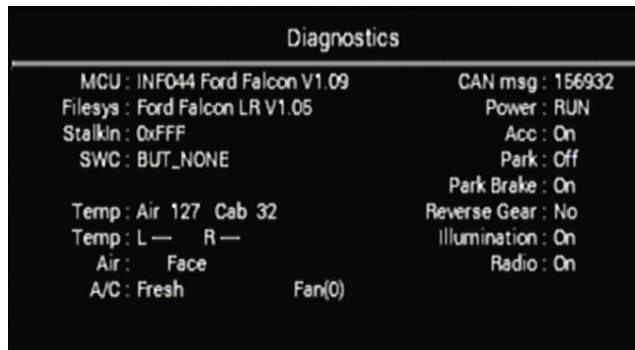 Diagnostics
MCU : INF044 Ford Falcon V1.09
CAN msg : 156932
Filesys : Ford Falcon LR V1.05
Power : RUN
StalkIn : 0xFFF
Acc : On
SWC : BUT_NONE
Park : Off
Park Brake : On
Temp : Air 127 Cab 32
Reverse Gear : No
Temp : L — R —
Illumination : On
Air : Face
Radio : On
A/C : Fresh Fan(0)